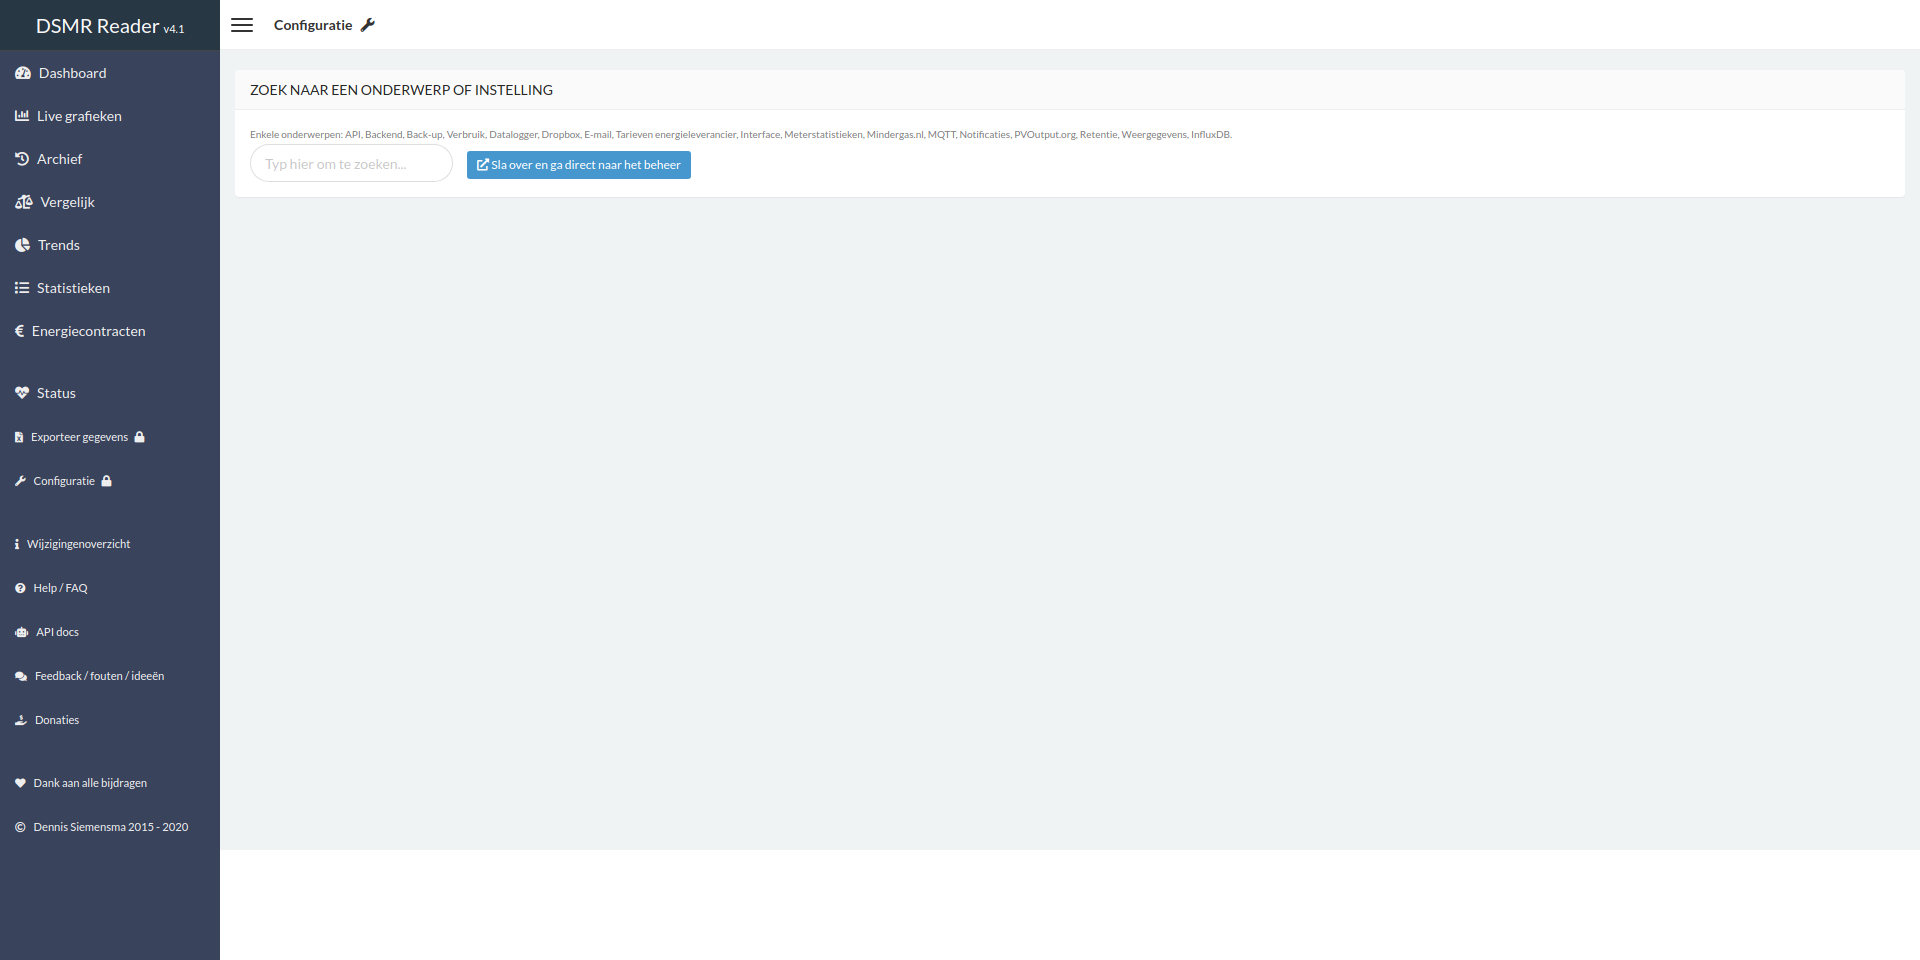 DSMR Reader v4.1
Dashboard
Live grafieken
Archief
Vergelijk
Trends
Statistieken
Energiecontracten
Status
Exporteer gegevens
Configuratie
Wijzigingenoverzicht
Help / FAQ
API docs
Feedback / fouten / ideeën
Donaties
Dank aan alle bijdragen
© Dennis Siemensma 2015 - 2020
Configuratie
ZOEK NAAR EEN ONDERWERP OF INSTELLING
Enkele onderwerpen: API, Backend, Back-up, Verbruik, Datalogger, Dropbox, E-mail, Tarieven energieleverancier, Interface, Meterstatistieken, Mindergas.nl, MQTT, Notificaties, PVOutput.org, Retentie, Weergegevens, InfluxDB.
Typ hier om te zoeken...
Sla over en ga direct naar het beheer